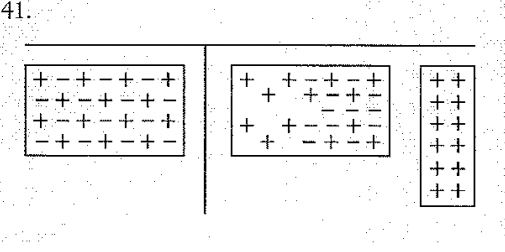 41.
+ − + − + − +
− + − + − + −
+ − + − + − +
− + − + − + −
+ + − + − +
+ + − + −
− − −
+ + − − + −
+ − + − +
+ +
+ +
+ +
+ +
+ +
+ +